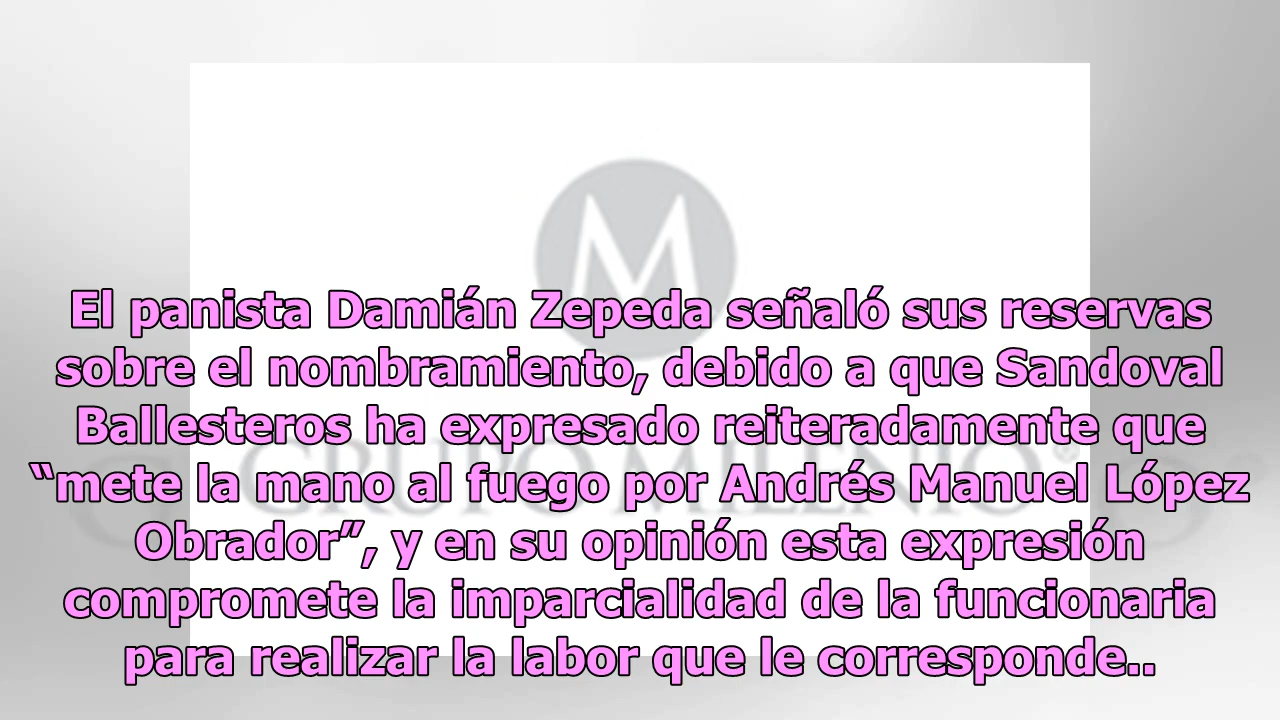 M
El panista Damián Zepeda señaló sus reservas
sobre el nombramiento, debido a que Sandoval
Ballesteros ha expresado reiteradamente que
GRUPO MILENIO®
“mete la mano al fuego por Andrés Manuel López
Obrador”, y en su opinión esta expresión
compromete la imparcialidad de la funcionaria
para realizar la labor que le corresponde..